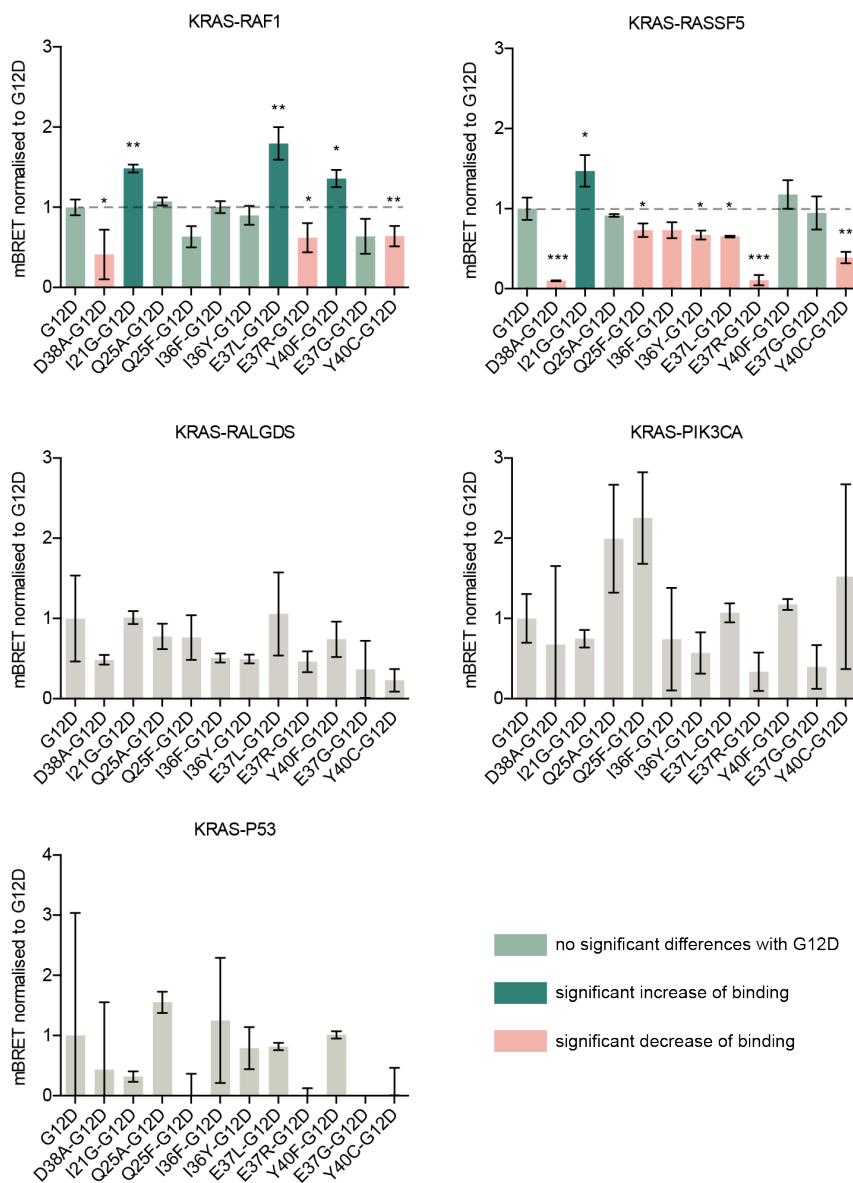 KRAS-RAF1
mBRET normalised to G12D
3
2
1
0
*
**
**
*
*
**
G12D
D38A-G12D
I21G-G12D
Q25A-G12D
Q25F-G12D
I36F-G12D
I36Y-G12D
E37L-G12D
E37R-G12D
Y40F-G12D
E37G-G12D
Y40C-G12D
KRAS-RASSF5
mBRET normalised to G12D
3
2
1
0
***
*
*
*
*
***
**
G12D
D38A-G12D
I21G-G12D
Q25A-G12D
Q25F-G12D
I36F-G12D
I36Y-G12D
E37L-G12D
E37R-G12D
Y40F-G12D
E37G-G12D
Y40C-G12D
KRAS-RALGDS
mBRET normalised to G12D
3
2
1
0
G12D
D38A-G12D
I21G-G12D
Q25A-G12D
Q25F-G12D
I36F-G12D
I36Y-G12D
E37L-G12D
E37R-G12D
Y40F-G12D
E37G-G12D
Y40C-G12D
KRAS-PIK3CA
mBRET normalised to G12D
3
2
1
0
G12D
D38A-G12D
I21G-G12D
Q25A-G12D
Q25F-G12D
I36F-G12D
I36Y-G12D
E37L-G12D
E37R-G12D
Y40F-G12D
E37G-G12D
Y40C-G12D
KRAS-P53
mBRET normalised to G12D
4
3
2
1
0
G12D
D38A-G12D
I21G-G12D
Q25A-G12D
Q25F-G12D
I36F-G12D
I36Y-G12D
E37L-G12D
E37R-G12D
Y40F-G12D
E37G-G12D
Y40C-G12D
no significant differences with G12D
significant increase of binding
significant decrease of binding